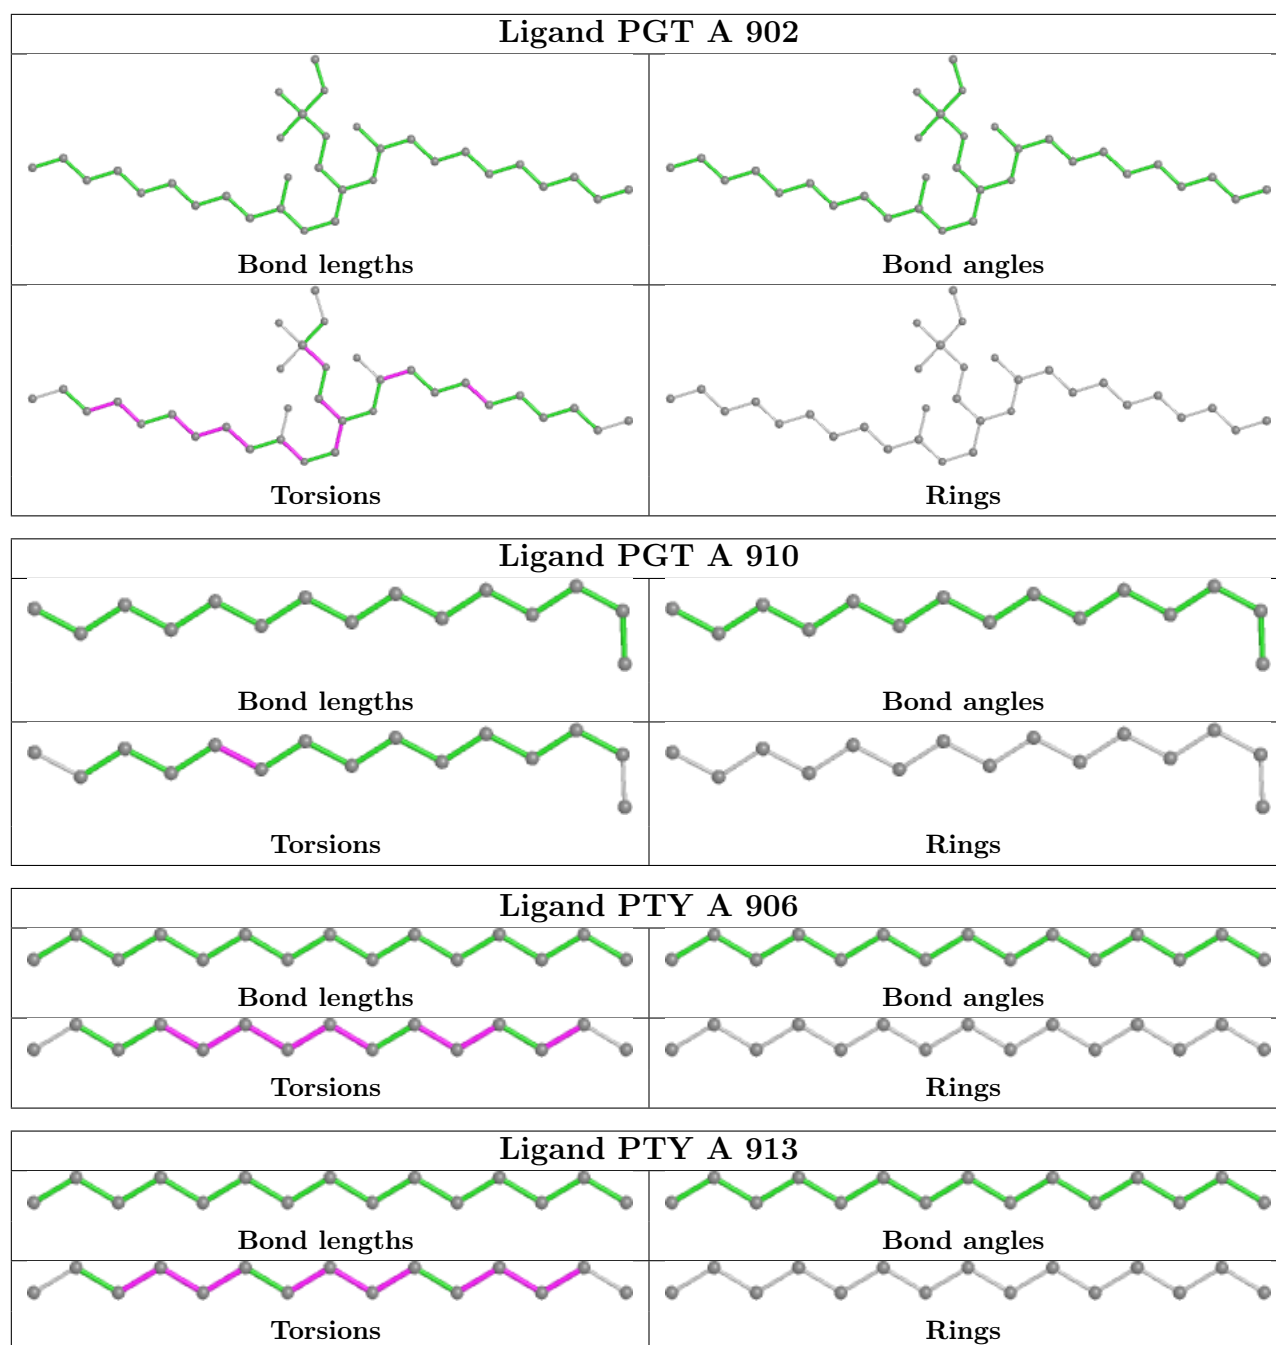 Ligand PGT A 902
Bond lengths
Bond angles
Torsions
Rings
Ligand PGT A 910
Bond lengths
Bond angles
Torsions
Rings
Ligand PTY A 906
Bond lengths
Bond angles
Torsions
Rings
Ligand PTY A 913
Bond lengths
Bond angles
Torsions
Rings